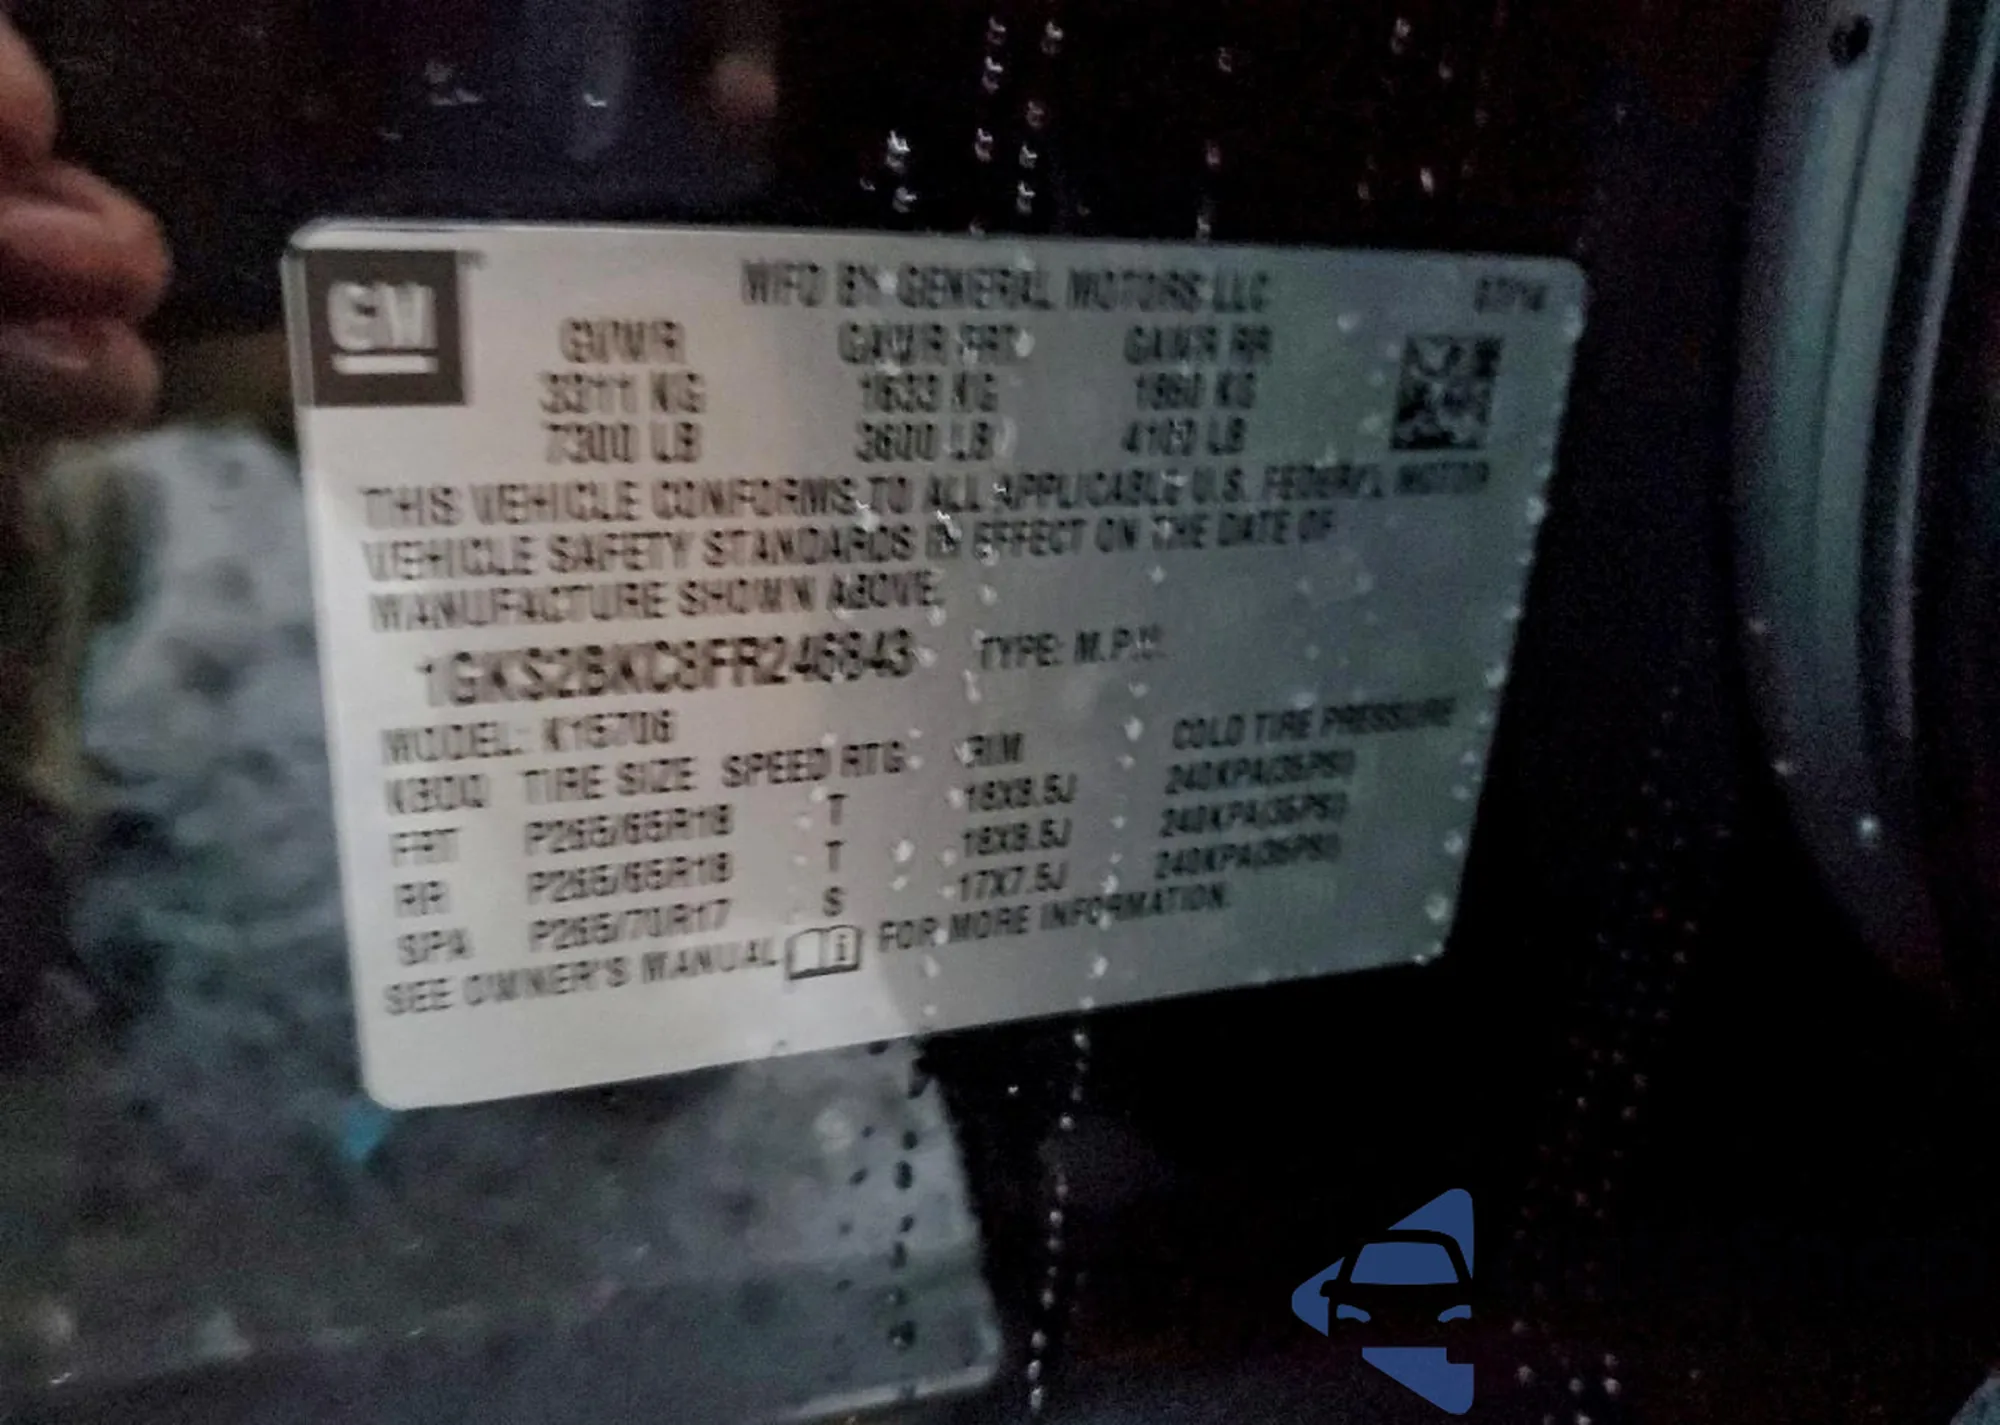 GM
MFD BY GENERAL MOTORS LLC 07/14
GVWR GAWR FRT GAWR RR
3311 KG 1633 KG 1860 KG
7300 LB 3600 LB 4100 LB
THIS VEHICLE CONFORMS TO ALL APPLICABLE U.S. FEDERAL MOTOR
VEHICLE SAFETY STANDARDS IN EFFECT ON THE DATE OF
MANUFACTURE SHOWN ABOVE.
TYPE: M.P.V.
MODEL: K15706
TIRE SIZE SPEED RTG RIM COLD TIRE PRESSURE
FRT P265/65R18 T 18X8.5J 240KPA(35PSI)
RR P265/65R18 T 18X8.5J 240KPA(35PSI)
SPA P265/70R17 S 17X7.5J 240KPA(35PSI)
SEE OWNER'S MANUAL FOR MORE INFORMATION.